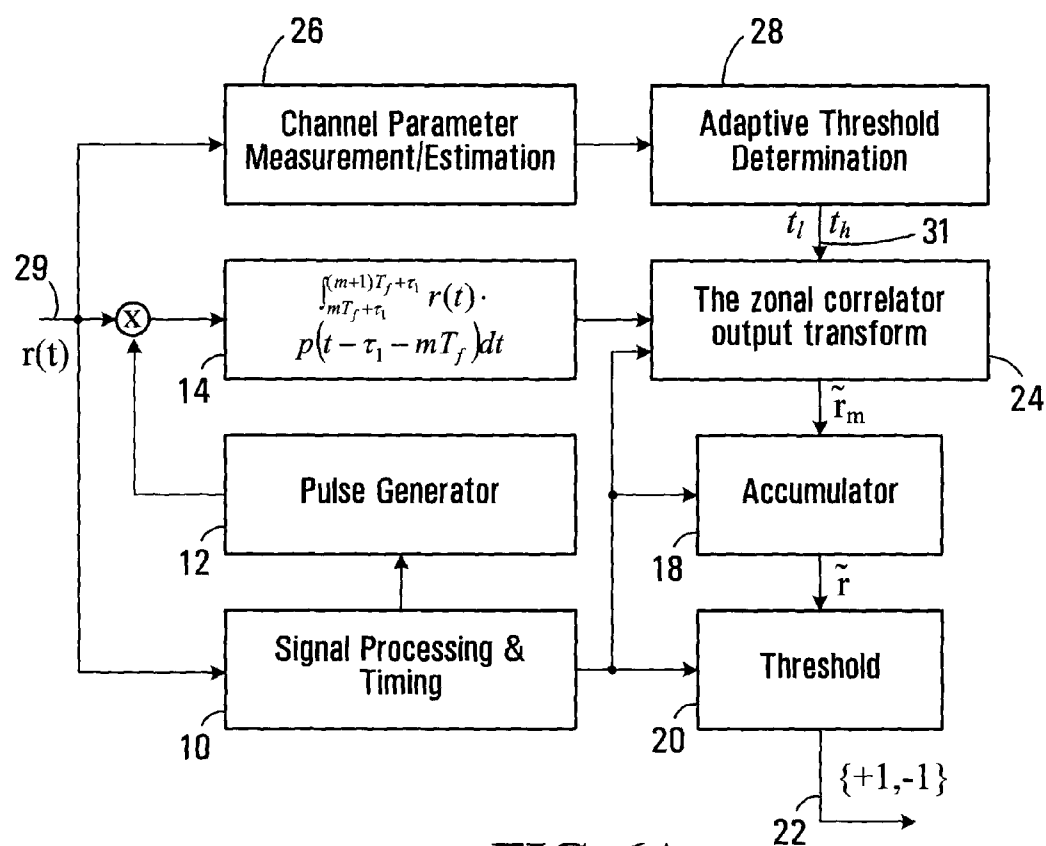 26
28
Channel Parameter
Measurement/Estimation
Adaptive Threshold
Determination
t_l t_h
31
29
r(t)
X
∫_{mT_f+τ_1}^{(m+1)T_f+τ_1} r(t)·
p(t − τ_1 − mT_f)dt
14
The zonal correlator
output transform
24
r̃_m
Pulse Generator
12
Accumulator
18
r̃
Signal Processing &
Timing
10
Threshold
20
{+1,-1}
22